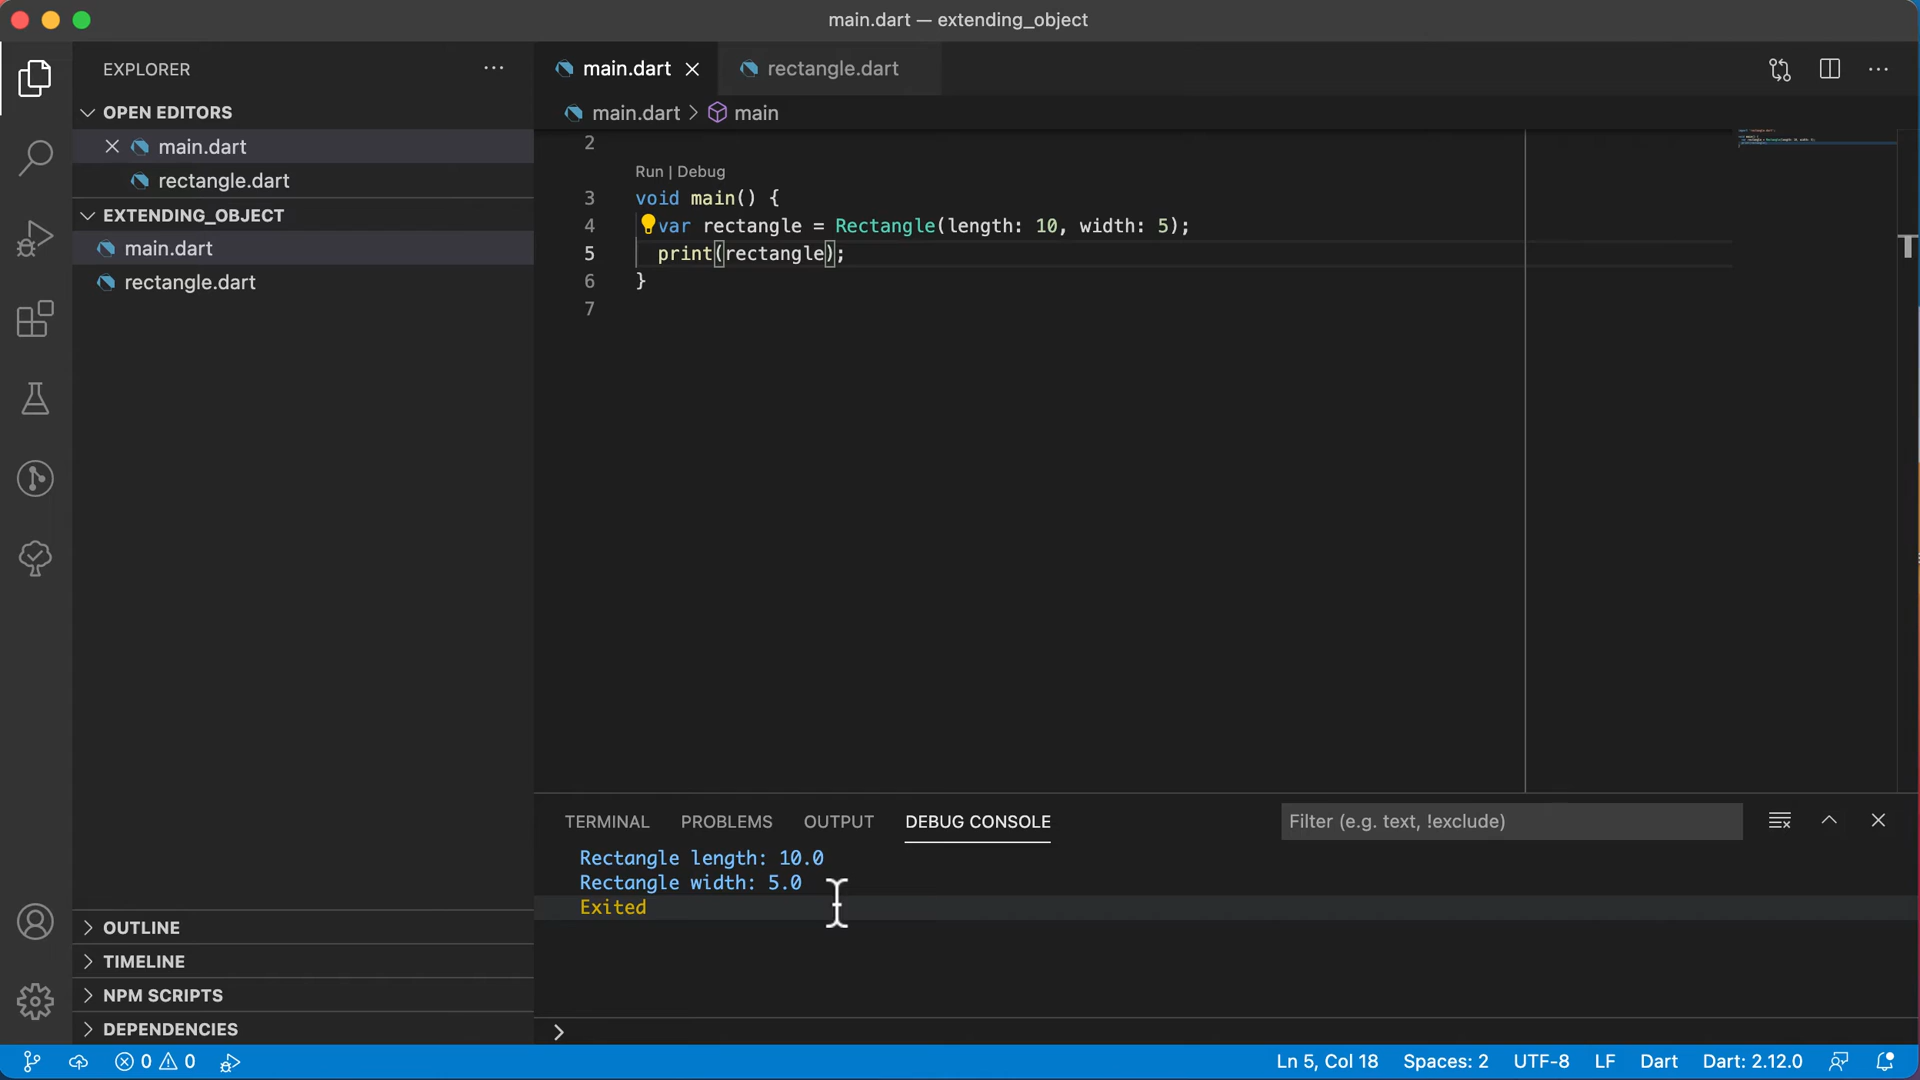 main.dart — extending_object
EXPLORER
OPEN EDITORS
main.dart
rectangle.dart
EXTENDING_OBJECT
main.dart
rectangle.dart
OUTLINE
TIMELINE
NPM SCRIPTS
DEPENDENCIES
main.dart
rectangle.dart
main.dart > main
2
Run | Debug
3 void main() {
4 var rectangle = Rectangle(length: 10, width: 5);
5 print(rectangle);
6 }
7
TERMINAL PROBLEMS OUTPUT DEBUG CONSOLE
Filter (e.g. text, !exclude)
Rectangle length: 10.0
Rectangle width: 5.0
Exited
>
0 0
Ln 5, Col 18 Spaces: 2 UTF-8 LF Dart Dart: 2.12.0